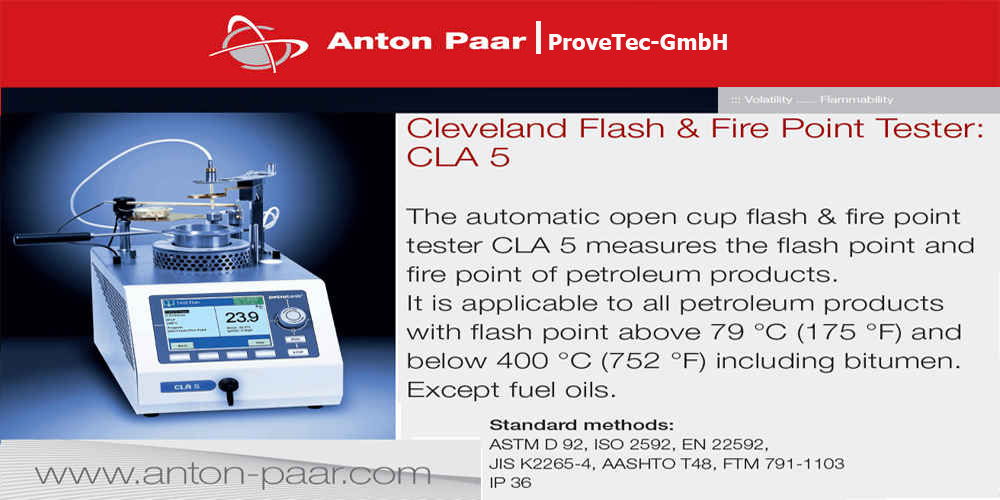 Anton Paar | ProveTec-GmbH
::: Volatility ...... Flammability
Cleveland Flash & Fire Point Tester:
CLA 5
The automatic open cup flash & fire point
tester CLA 5 measures the flash point and
fire point of petroleum products.
It is applicable to all petroleum products
with flash point above 79 °C (175 °F) and
below 400 °C (752 °F) including bitumen.
Except fuel oils.
Standard methods:
ASTM D 92, ISO 2592, EN 22592,
JIS K2265-4, AASHTO T48, FTM 791-1103
IP 36
petrotest
23.9
STOP
CLA 5
www.anton-paar.com